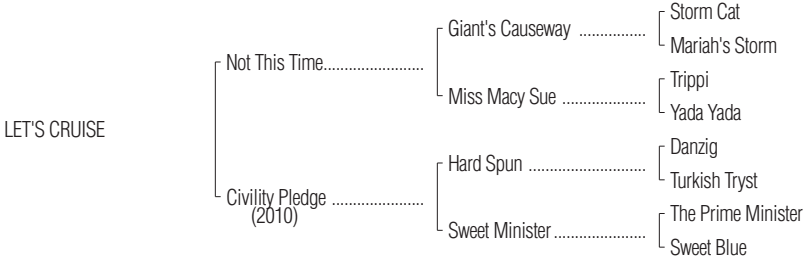 Storm Cat
Giant's Causeway ................
Mariah's Storm
Not This Time.......................
Trippi
Miss Macy Sue ....................
Yada Yada
LET'S CRUISE
Danzig
Hard Spun ............................
Turkish Tryst
Civility Pledge ......................
(2010)
The Prime Minister
Sweet Minister......................
Sweet Blue